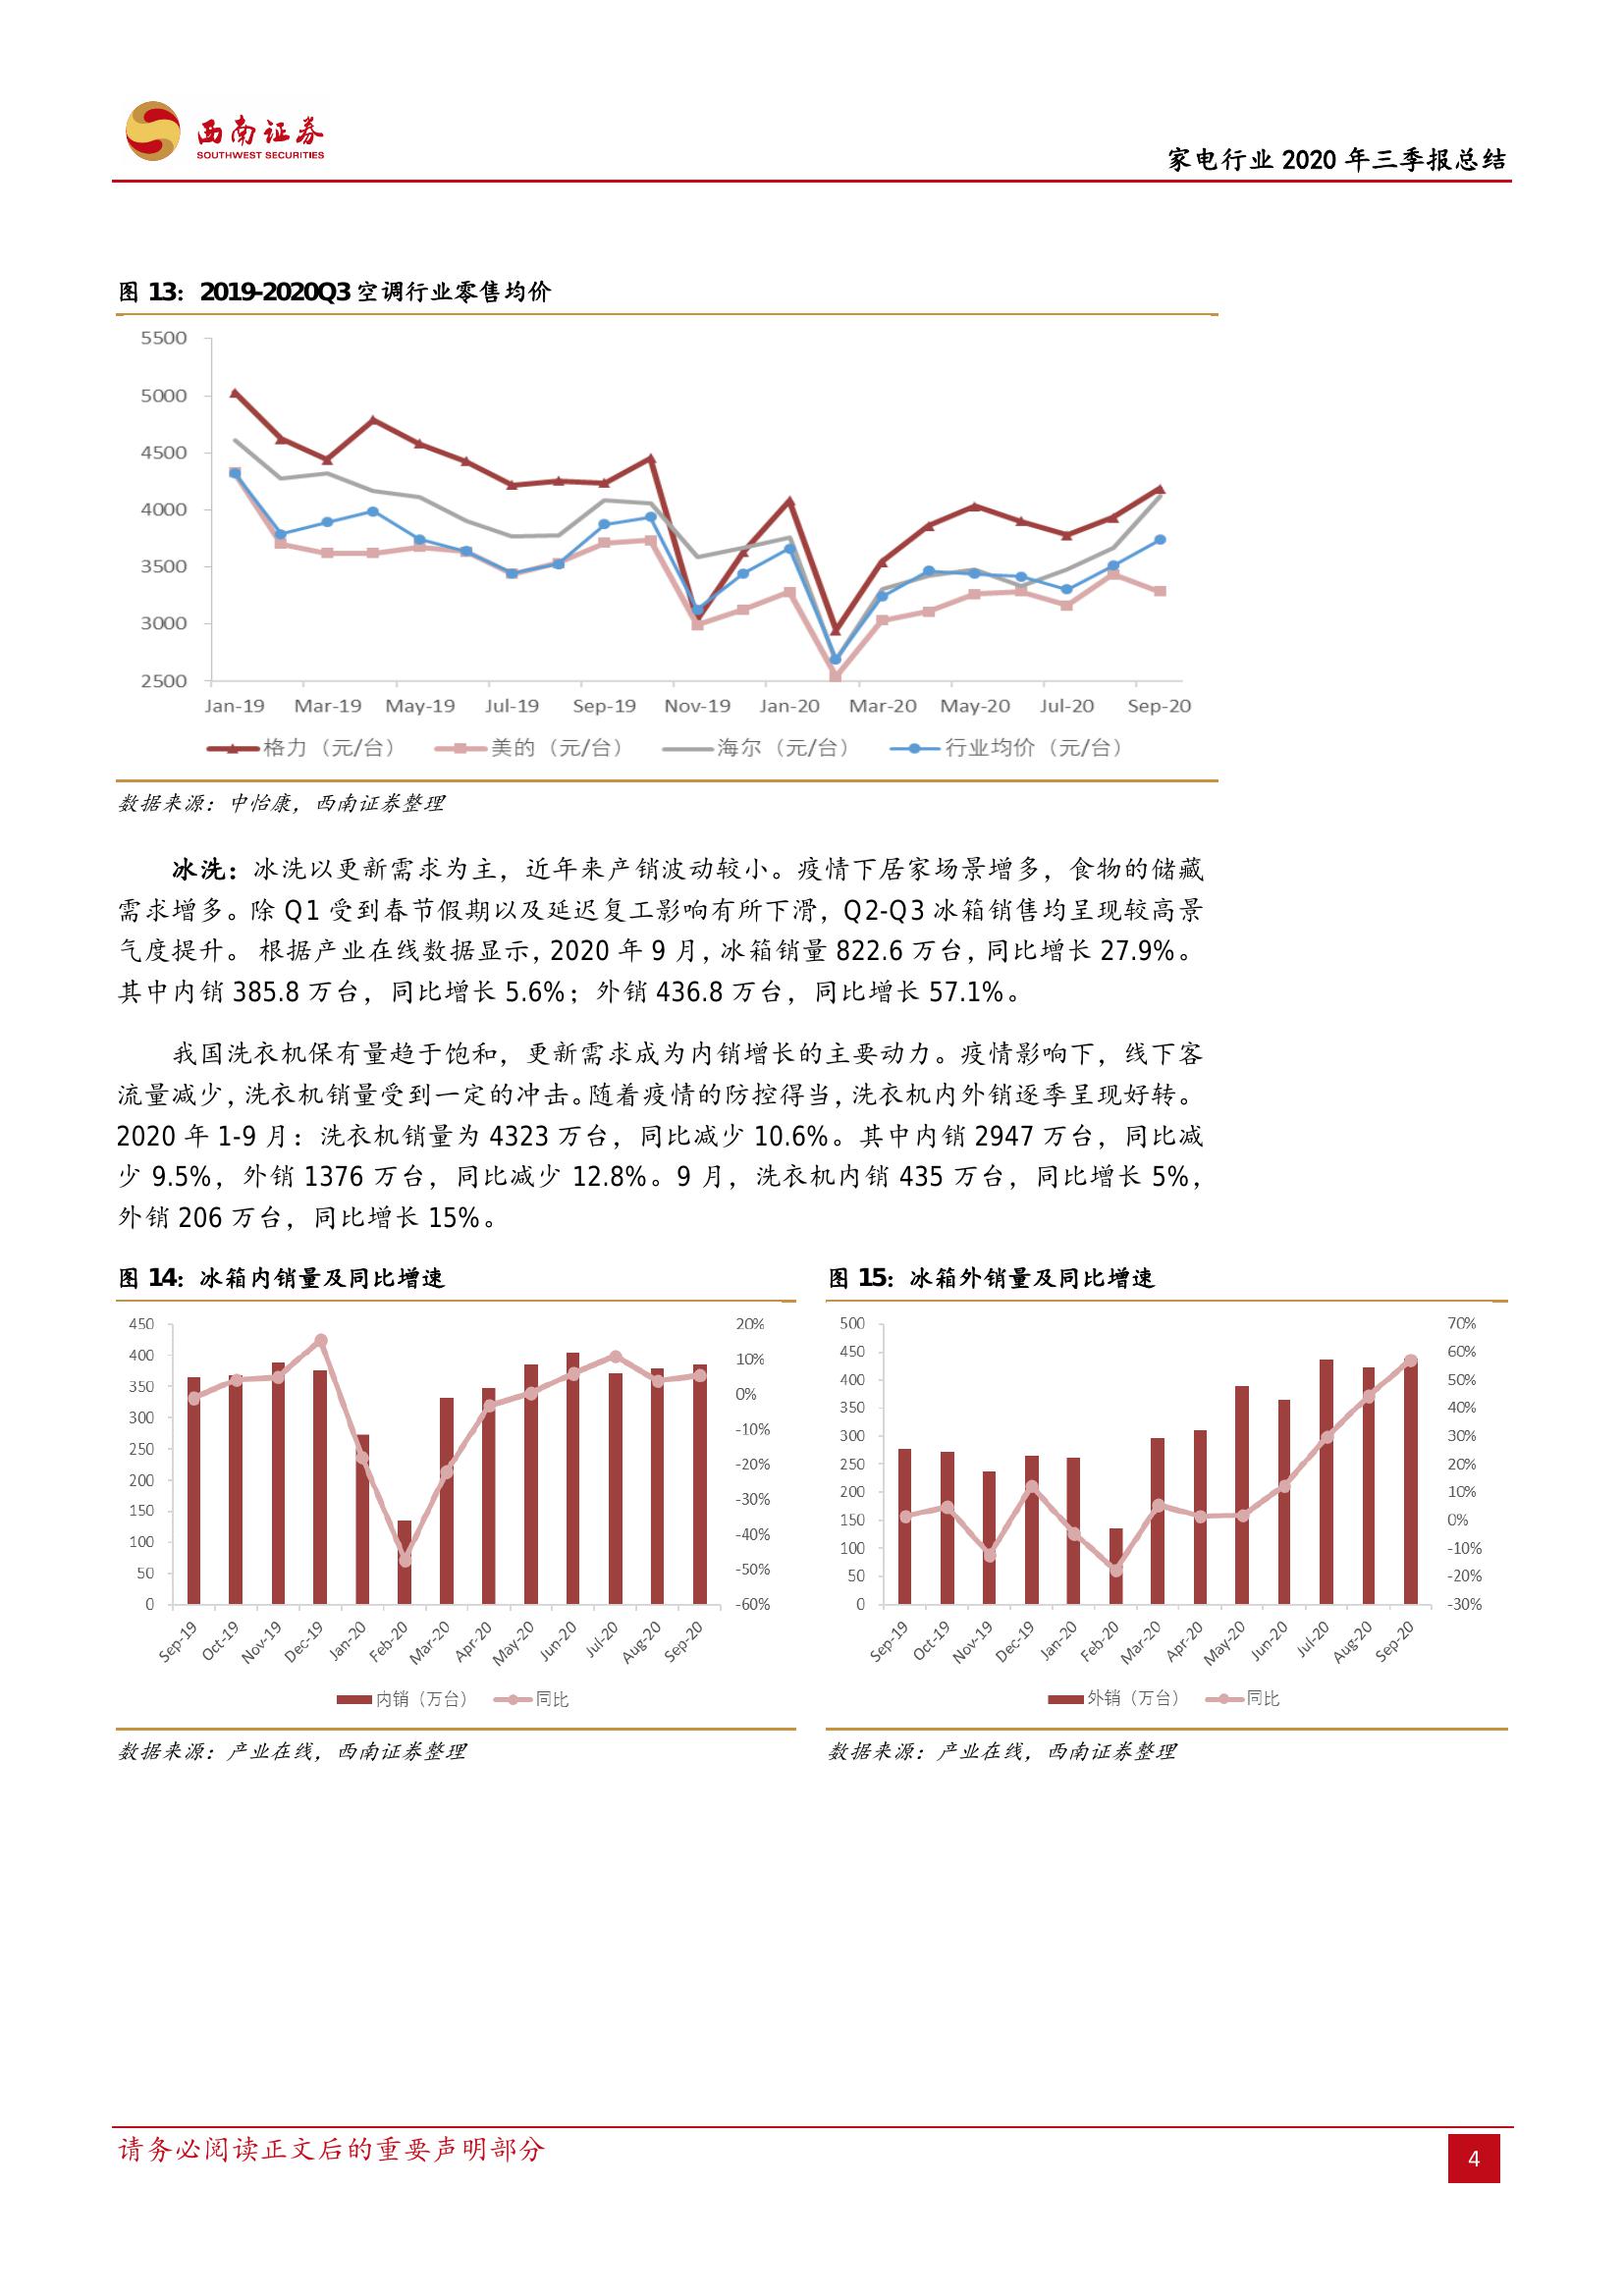 西南证券
SOUTHWEST SECURITIES
家电行业 2020 年三季报总结
图 13：2019-2020Q3 空调行业零售均价
5500
5000
4500
4000
3500
3000
2500
Jan-19 Mar-19 May-19 Jul-19 Sep-19 Nov-19 Jan-20 Mar-20 May-20 Jul-20 Sep-20
格力（元/台） 美的（元/台） 海尔（元/台） 行业均价（元/台）
数据来源：中怡康，西南证券整理
冰洗：冰洗以更新需求为主，近年来产销波动较小。疫情下居家场景增多，食物的储藏
需求增多。除 Q1 受到春节假期以及延迟复工影响有所下滑，Q2-Q3 冰箱销售均呈现较高景
气度提升。 根据产业在线数据显示，2020 年 9 月，冰箱销量 822.6 万台，同比增长 27.9%。
其中内销 385.8 万台，同比增长 5.6%；外销 436.8 万台，同比增长 57.1%。
我国洗衣机保有量趋于饱和，更新需求成为内销增长的主要动力。疫情影响下，线下客
流量减少，洗衣机销量受到一定的冲击。随着疫情的防控得当，洗衣机内外销逐季呈现好转。
2020 年 1-9 月：洗衣机销量为 4323 万台，同比减少 10.6%。其中内销 2947 万台，同比减
少 9.5%，外销 1376 万台，同比减少 12.8%。9 月，洗衣机内销 435 万台，同比增长 5%，
外销 206 万台，同比增长 15%。
图 14：冰箱内销量及同比增速
450
400
350
300
250
200
150
100
50
0
20%
10%
0%
-10%
-20%
-30%
-40%
-50%
-60%
Sep-19 Oct-19 Nov-19 Dec-19 Jan-20 Feb-20 Mar-20 Apr-20 May-20 Jun-20 Jul-20 Aug-20 Sep-20
内销（万台） 同比
数据来源：产业在线，西南证券整理
图 15：冰箱外销量及同比增速
500
450
400
350
300
250
200
150
100
50
0
70%
60%
50%
40%
30%
20%
10%
0%
-10%
-20%
-30%
Sep-19 Oct-19 Nov-19 Dec-19 Jan-20 Feb-20 Mar-20 Apr-20 May-20 Jun-20 Jul-20 Aug-20 Sep-20
外销（万台） 同比
数据来源：产业在线，西南证券整理
请务必阅读正文后的重要声明部分
4